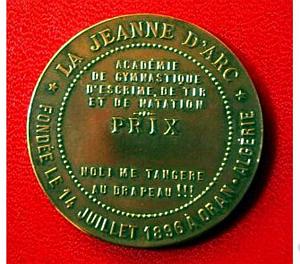 ★ LA JEANNE D'ARC ★
ACADÉMIE
DE GYMNASTIQUE
D'ESCRIME, DE TIR
ET DE NATATION
PRIX
NOLI ME TANGERE
AU DRAPEAU!!!
FONDÉE LE 14 JUILLET 1896 À ORAN-ALGÉRIE